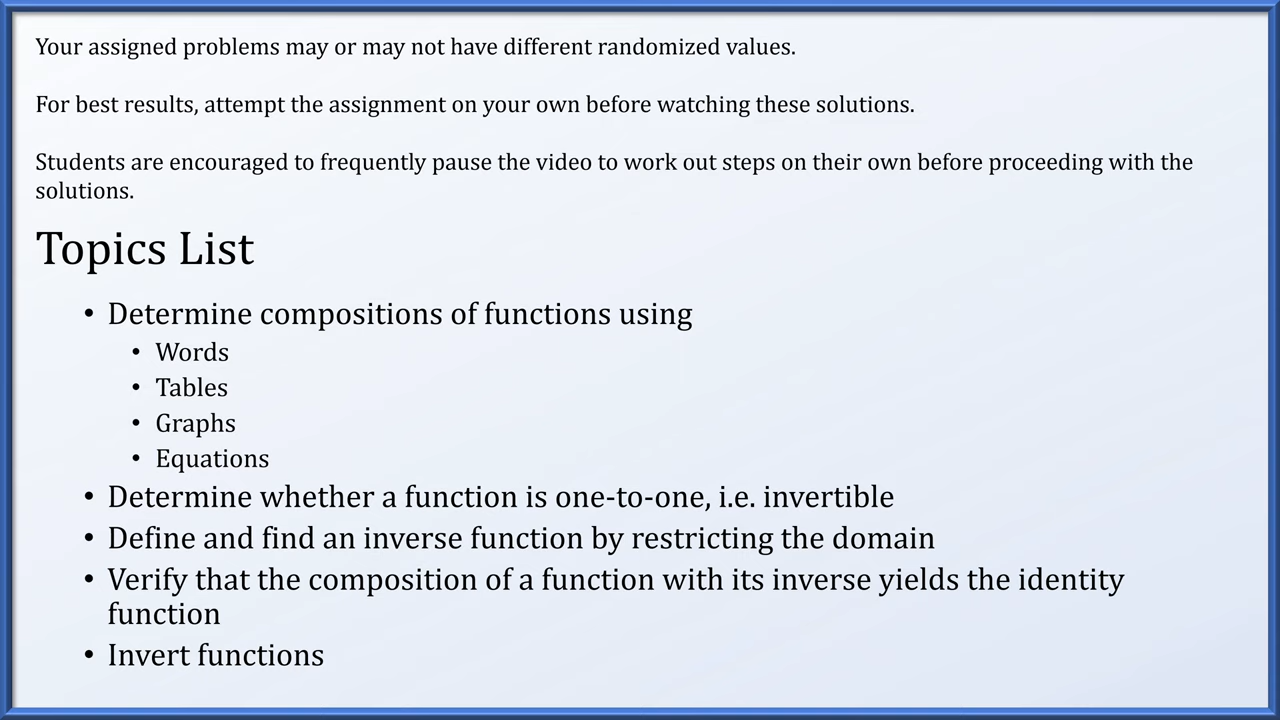 Your assigned problems may or may not have different randomized values.
For best results, attempt the assignment on your own before watching these solutions.
Students are encouraged to frequently pause the video to work out steps on their own before proceeding with the
solutions.
Topics List
• Determine compositions of functions using
• Words
• Tables
• Graphs
• Equations
• Determine whether a function is one-to-one, i.e. invertible
• Define and find an inverse function by restricting the domain
• Verify that the composition of a function with its inverse yields the identity
function
• Invert functions